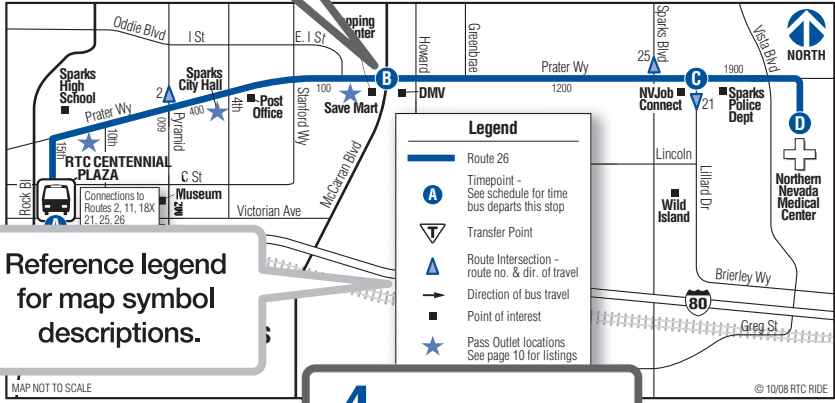 Oddie Blvd
I St
E. I St
Howard
Greenbrae
Sparks Blvd
Vista Blvd
NORTH
25
B
Prater Wy
C
1900
Sparks
High
School
Sparks
City Hall
2
4th
Post
Office
Stanford Wy
100
Save Mart
DMV
1200
NVJob
Connect
21
Sparks
Police
Dept
D
Prater Wy
400
10th
600
Pyramid
15th
RTC CENTENNIAL
PLAZA
C St
Museum
Rock Bl
A
Connections to
Routes 2, 11, 18X
21, 25, 26
Victorian Ave
McCarran Blvd
Legend
Route 26
A
Timepoint -
See schedule for time
bus departs this stop
T
Transfer Point
Route Intersection -
route no. & dir. of travel
Direction of bus travel
Point of interest
Pass Outlet locations
See page 10 for listings
Lincoln
Wild
Island
Lillard Dr
Northern
Nevada
Medical
Center
Brierley Wy
80
Greg St
Reference legend
for map symbol
descriptions.
4
MAP NOT TO SCALE
© 10/08 RTC RIDE